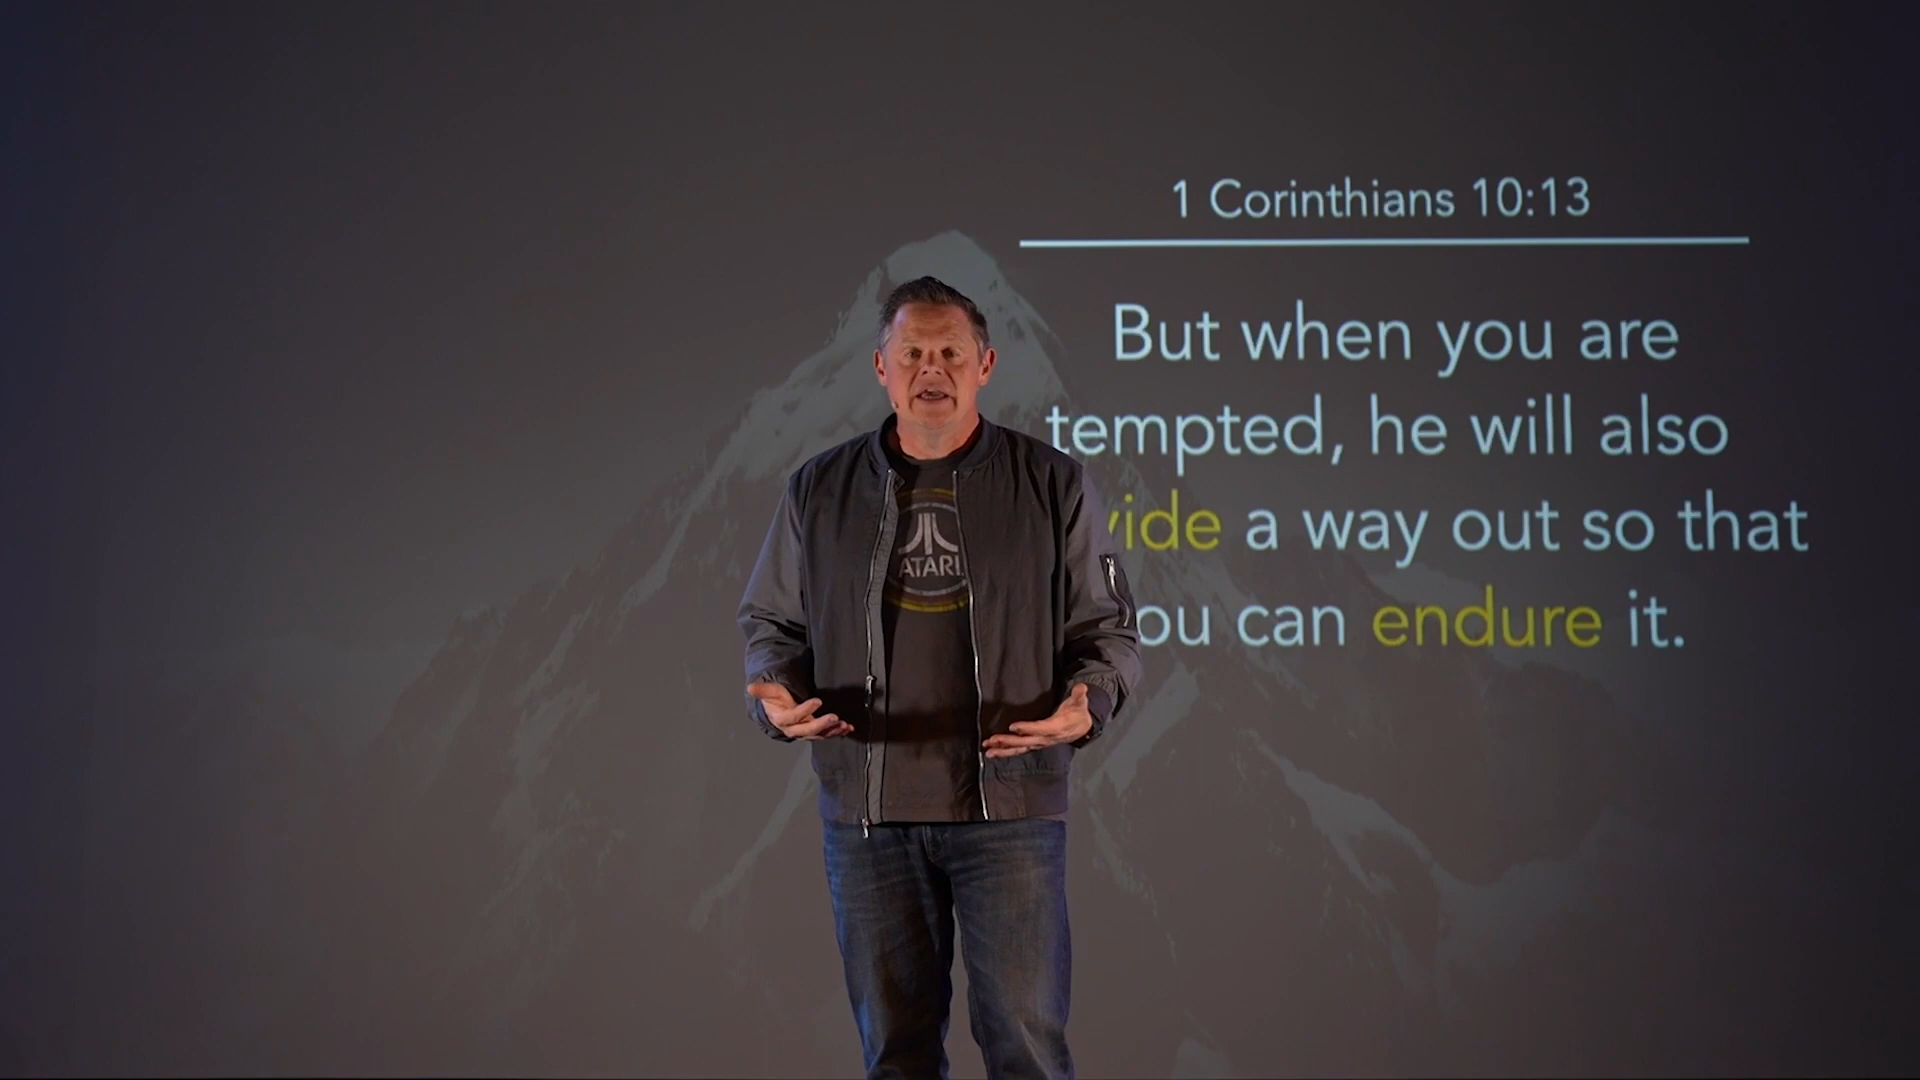 1 Corinthians 10:13
But when you are
tempted, he will also
vide a way out so that
ou can endure it.
ATARI